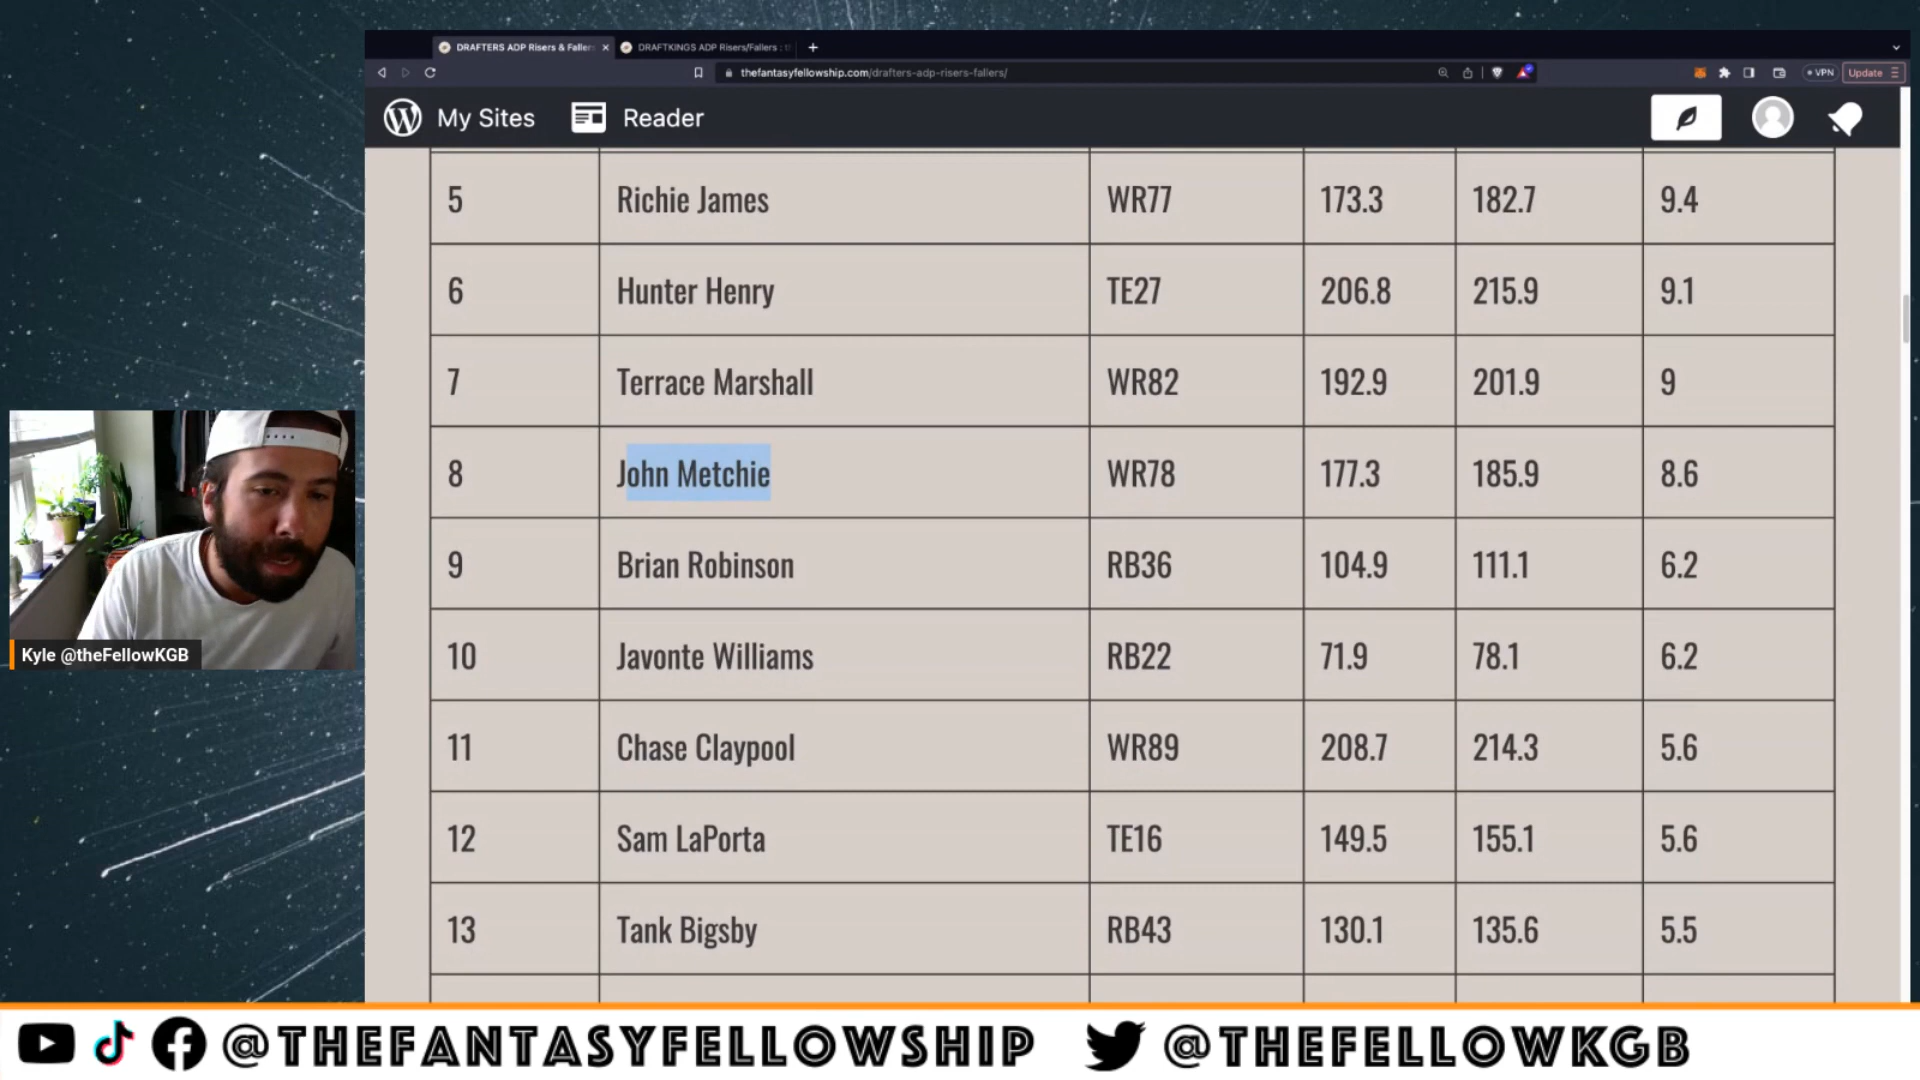 DRAFTERS ADP Risers & Fallers
DRAFTKINGS ADP Risers/Fallers : t
thefantasyfellowship.com/drafters-adp-risers-fallers/
VPN
Update
My Sites
Reader
5 Richie James WR77 173.3 182.7 9.4
6 Hunter Henry TE27 206.8 215.9 9.1
7 Terrace Marshall WR82 192.9 201.9 9
8 John Metchie WR78 177.3 185.9 8.6
9 Brian Robinson RB36 104.9 111.1 6.2
10 Javonte Williams RB22 71.9 78.1 6.2
11 Chase Claypool WR89 208.7 214.3 5.6
12 Sam LaPorta TE16 149.5 155.1 5.6
13 Tank Bigsby RB43 130.1 135.6 5.5
Kyle @theFellowKGB
@THEFANTASYFELLOWSHIP @THEFELLOWKGB